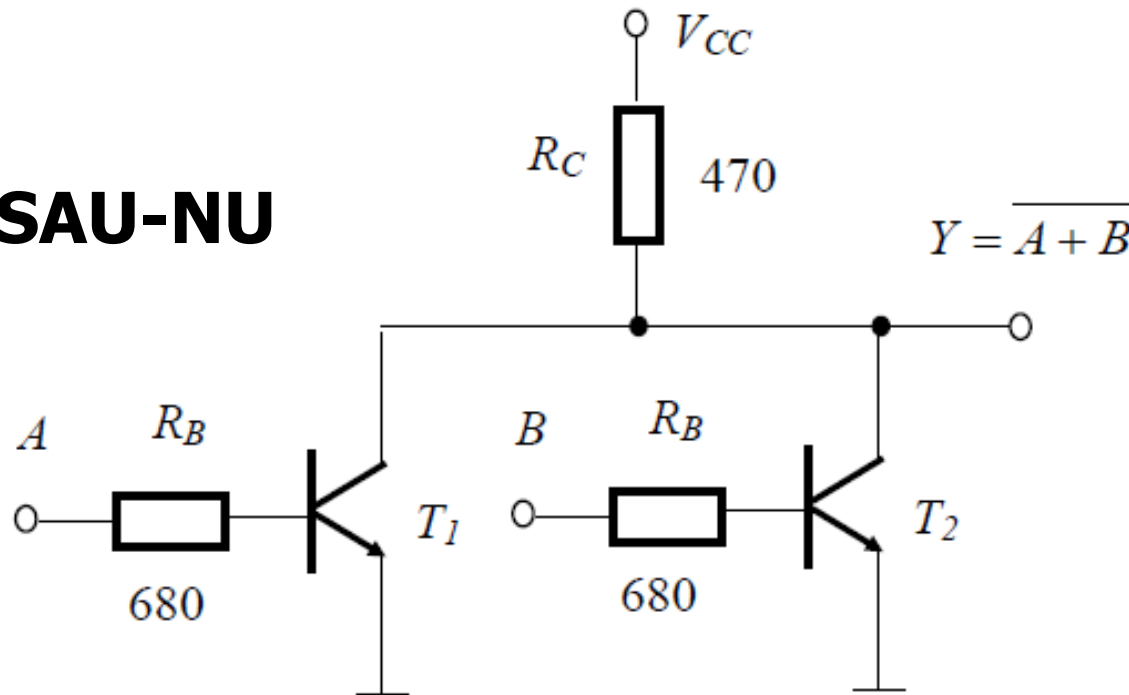 V_CC
R_C
470
SAU-NU
Y = \overline{A + B}
A
R_B
B
R_B
T_1
T_2
680
680